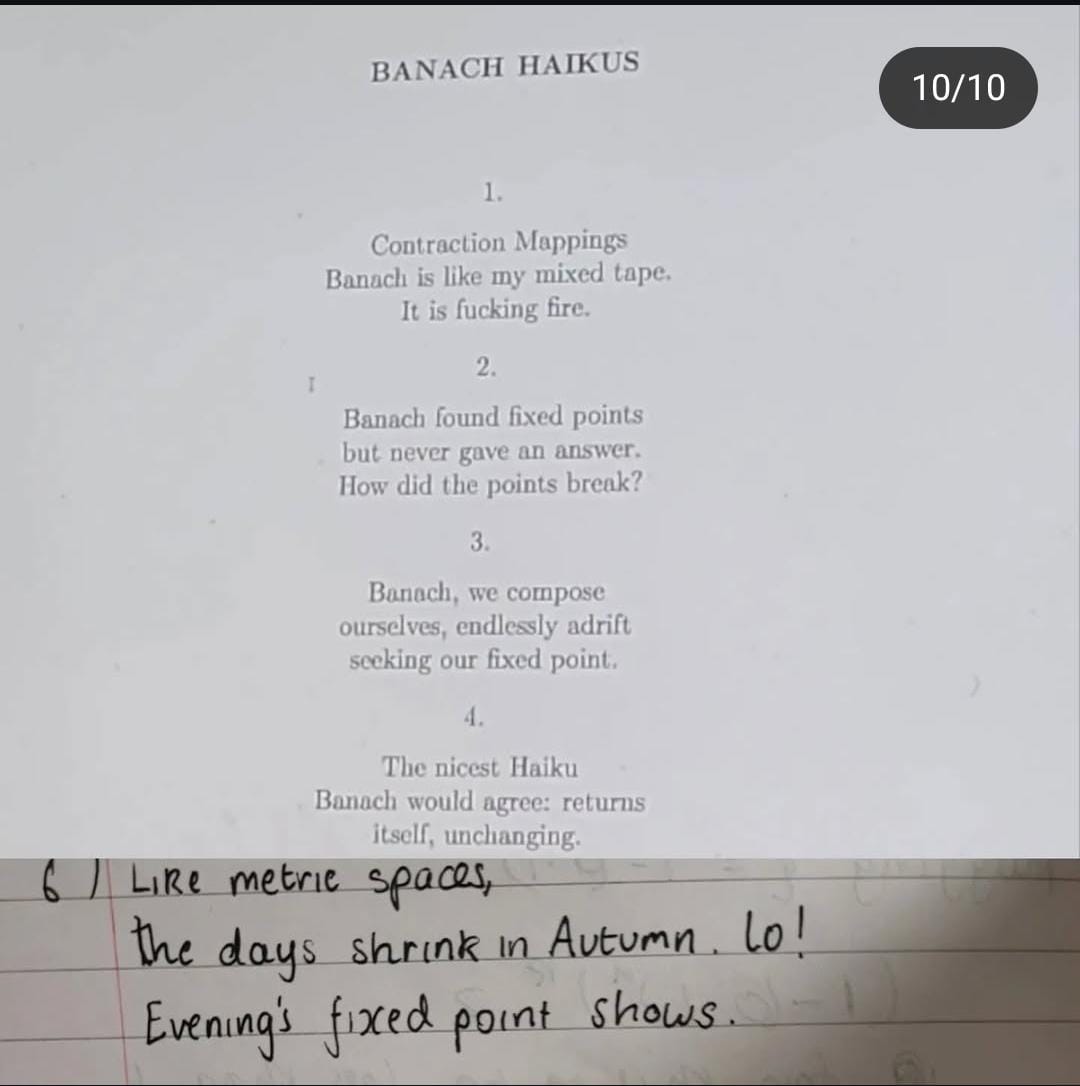 BANACH HAIKUS
10/10
1.
Contraction Mappings
Banach is like my mixed tape.
It is fucking fire.
2.
Banach found fixed points
but never gave an answer.
How did the points break?
3.
Banach, we compose
ourselves, endlessly adrift
seeking our fixed point.
4.
The nicest Haiku
Banach would agree: returns
itself, unchanging.
6) Like metric spaces,
the days shrink in Autumn. Lo!
Evening's fixed point shows.